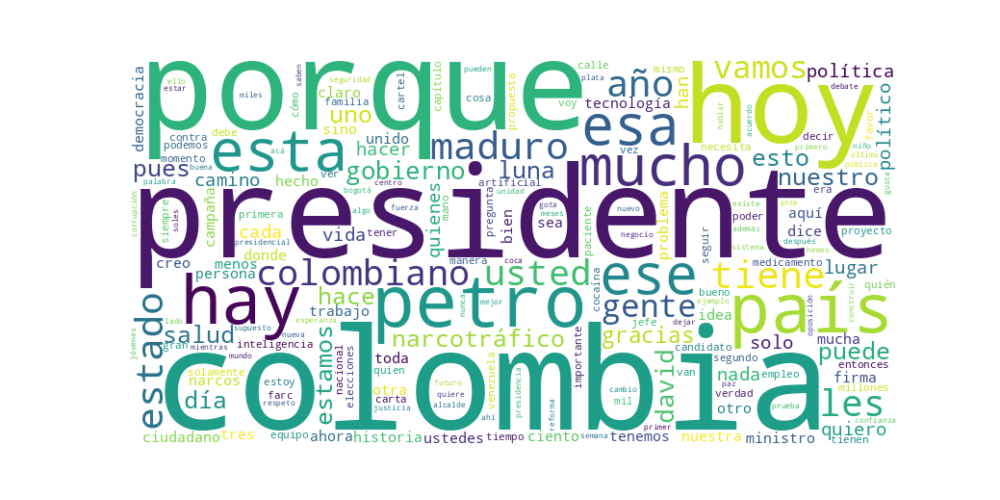 porque
hoy
presidente
colombia
petro
país
hay
mucho
esta
esa
ese
maduro
colombiano
usted
tiene
gente
año
vamos
política
político
nuestro
esto
gobierno
luna
hacer
unido
uno
claro
familia
seguridad
ello
estar
miles
cómo
saben
cartel
capítulo
pueden
cosa
propuesta
voy
calle
plata
tecnología
mismo
han
debate
favor
decir
acuerdo
hablar
necesita
primero
niño
último
pública
gusta
era
democracia
contra
podemos
momento
debe
sino
pues
camino
hecho
acá
ver
vez
buena
palabra
bogotá
centro
artificial
unidad
quienes
pregunta
mano
fuerza
algo
corrupción
siempre
soles
campaña
primera
cada
donde
presidencial
vida
tener
meses
manera
bien
gota
sea
nuevo
negocio
paciente
problema
existe
ante
además
poder
aquí
dice
proyecto
sistema
después
hemos
seguir
creo
menos
persona
coca
cocaína
medicamento
lugar
bueno
ejemplo
quién
construir
oposición
idea
estado
salud
hace
trabajo
esperanza
nunca
mejor
narcotráfico
gracias
jefe
dejar
solo
mucha
puede
entonces
candidato
jóvenes
lado
gran
mientras
supuesto
nueva
inteligencia
mundo
estamos
nacional
elecciones
toda
quien
otra
venezuela
importante
david
van
segundo
nada
empleo
firma
millones
les
solamente
narcos
estoy
farc
respeto
día
carta
justicia
futuro
quiere
alcalde
ahí
presidencia
reforma
cambio
mil
paz
verdad
otro
prueba
quiero
confianza
tienen
ciudadano
tres
equipo
ahora
historia
ustedes
tiempo
ciento
semana
primer
tenemos
nuestra
ministro